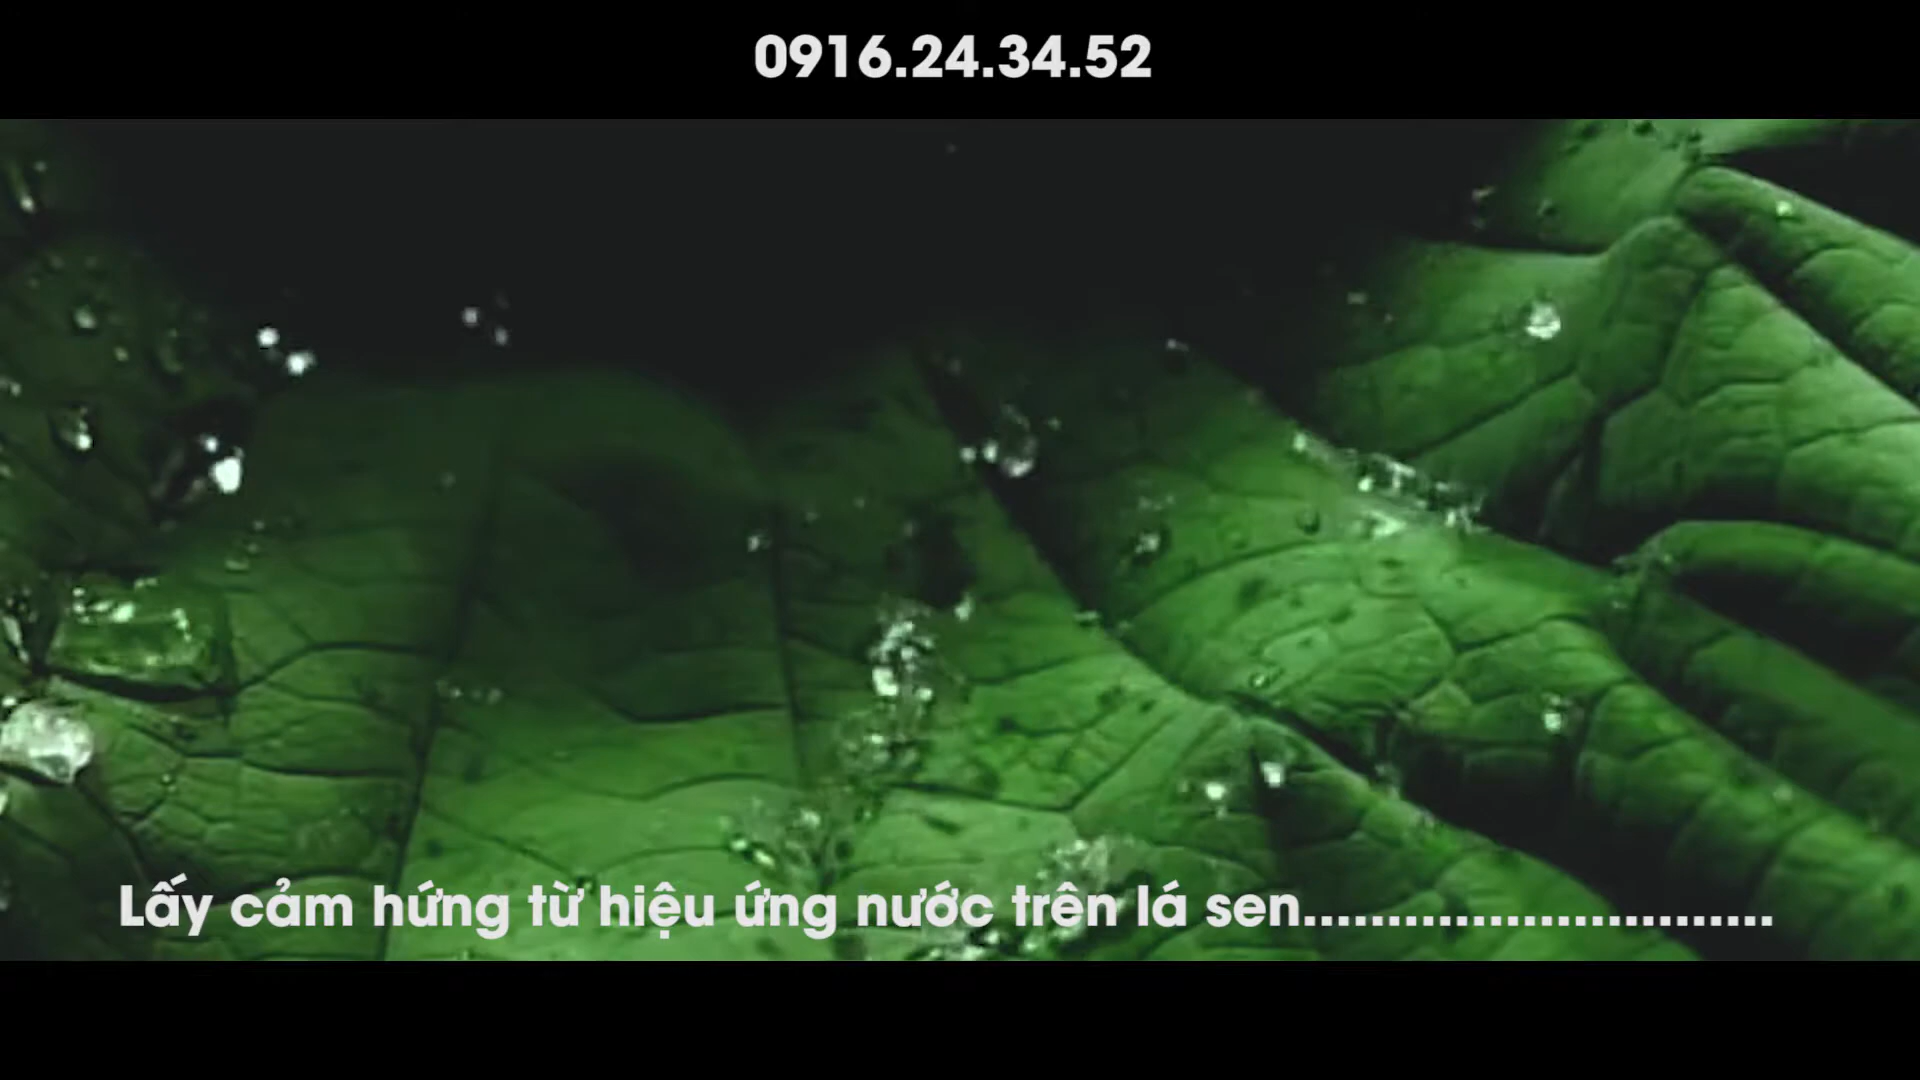 0916.24.34.52
Lấy cảm hứng từ hiệu ứng nước trên lá sen............................